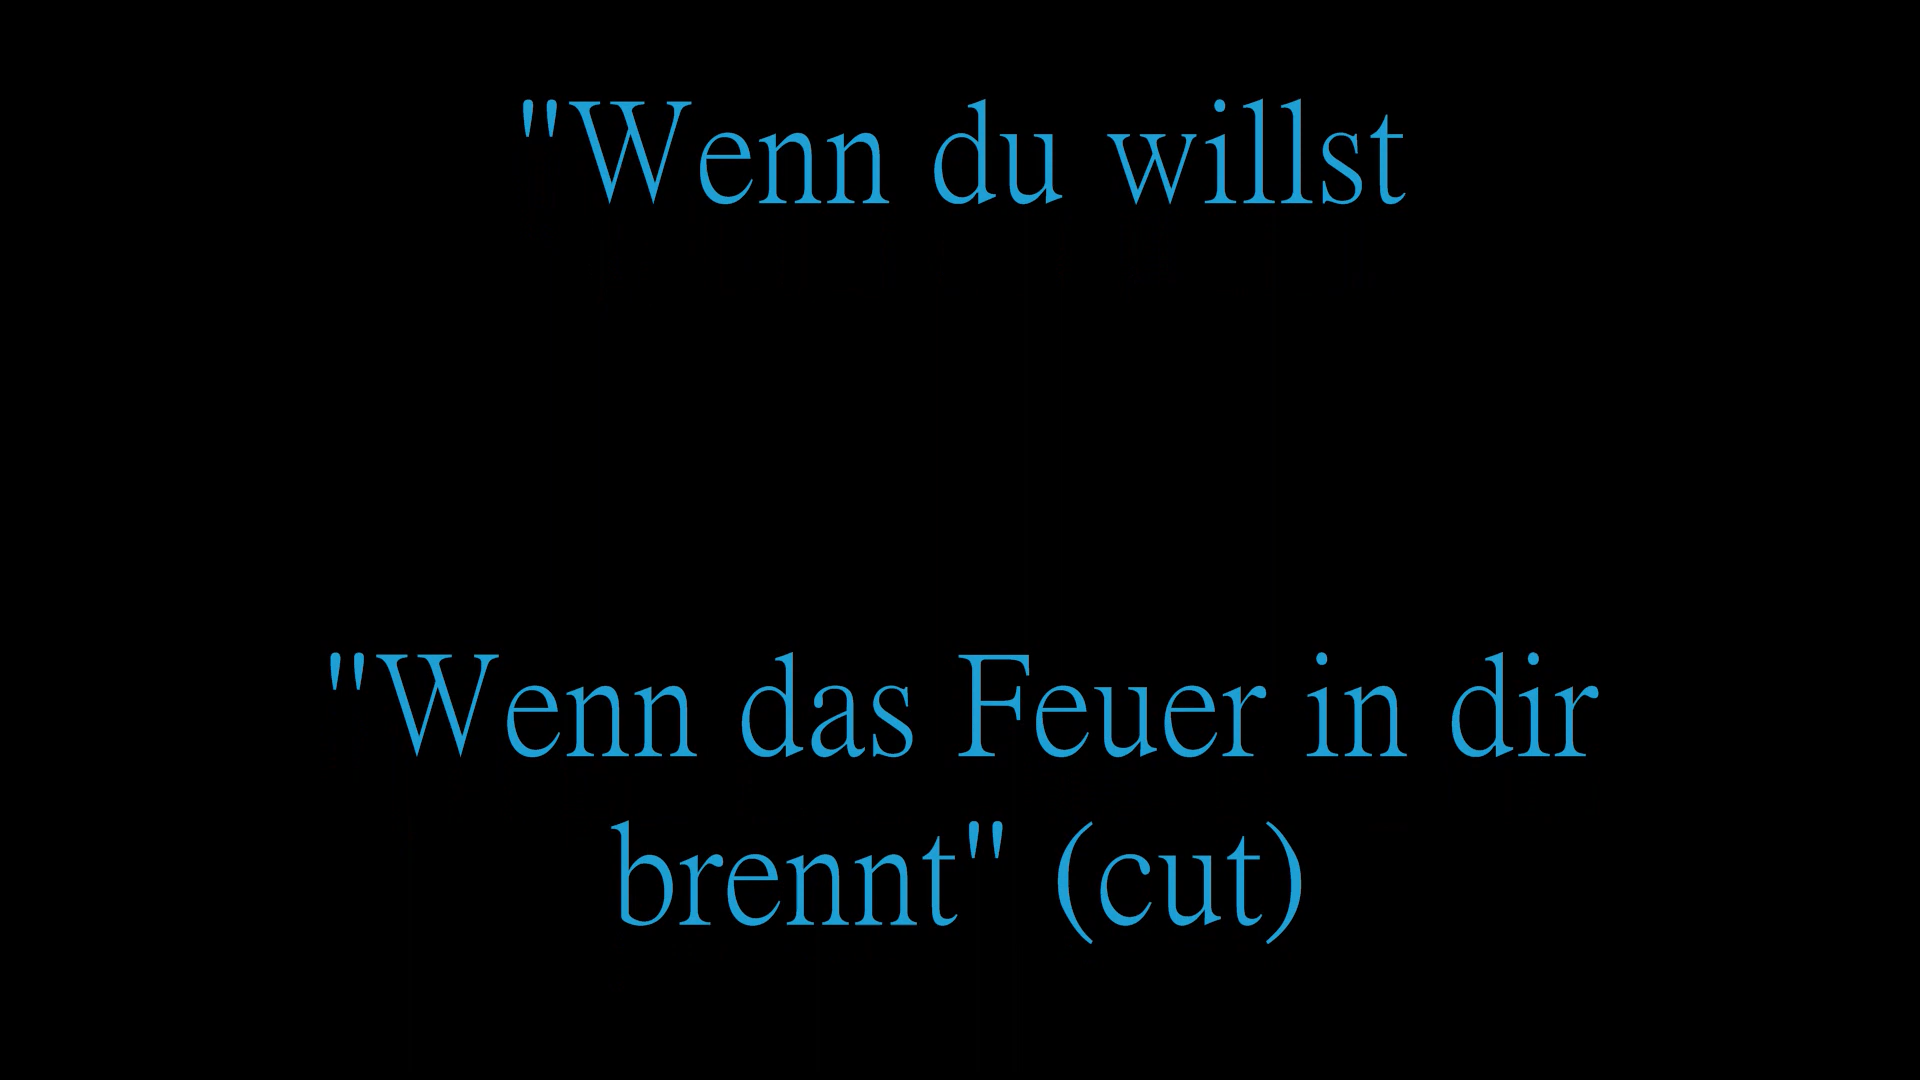 "Wenn du willst
"Wenn das Feuer in dir
brennt" (cut)